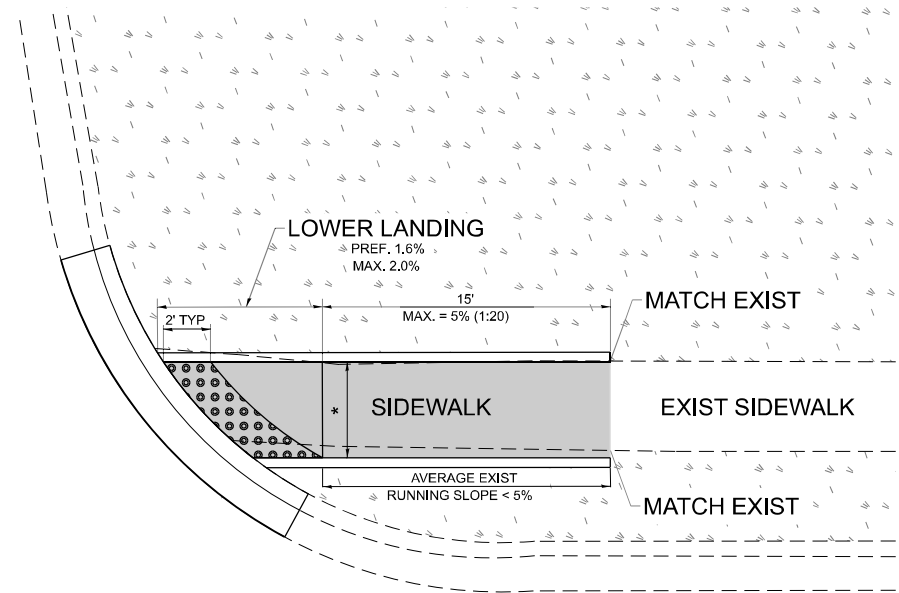 LOWER LANDING
PREF. 1.6%
MAX. 2.0%
15'
MAX. = 5% (1:20)
MATCH EXIST
2' TYP
*
SIDEWALK
EXIST SIDEWALK
AVERAGE EXIST
RUNNING SLOPE < 5%
MATCH EXIST